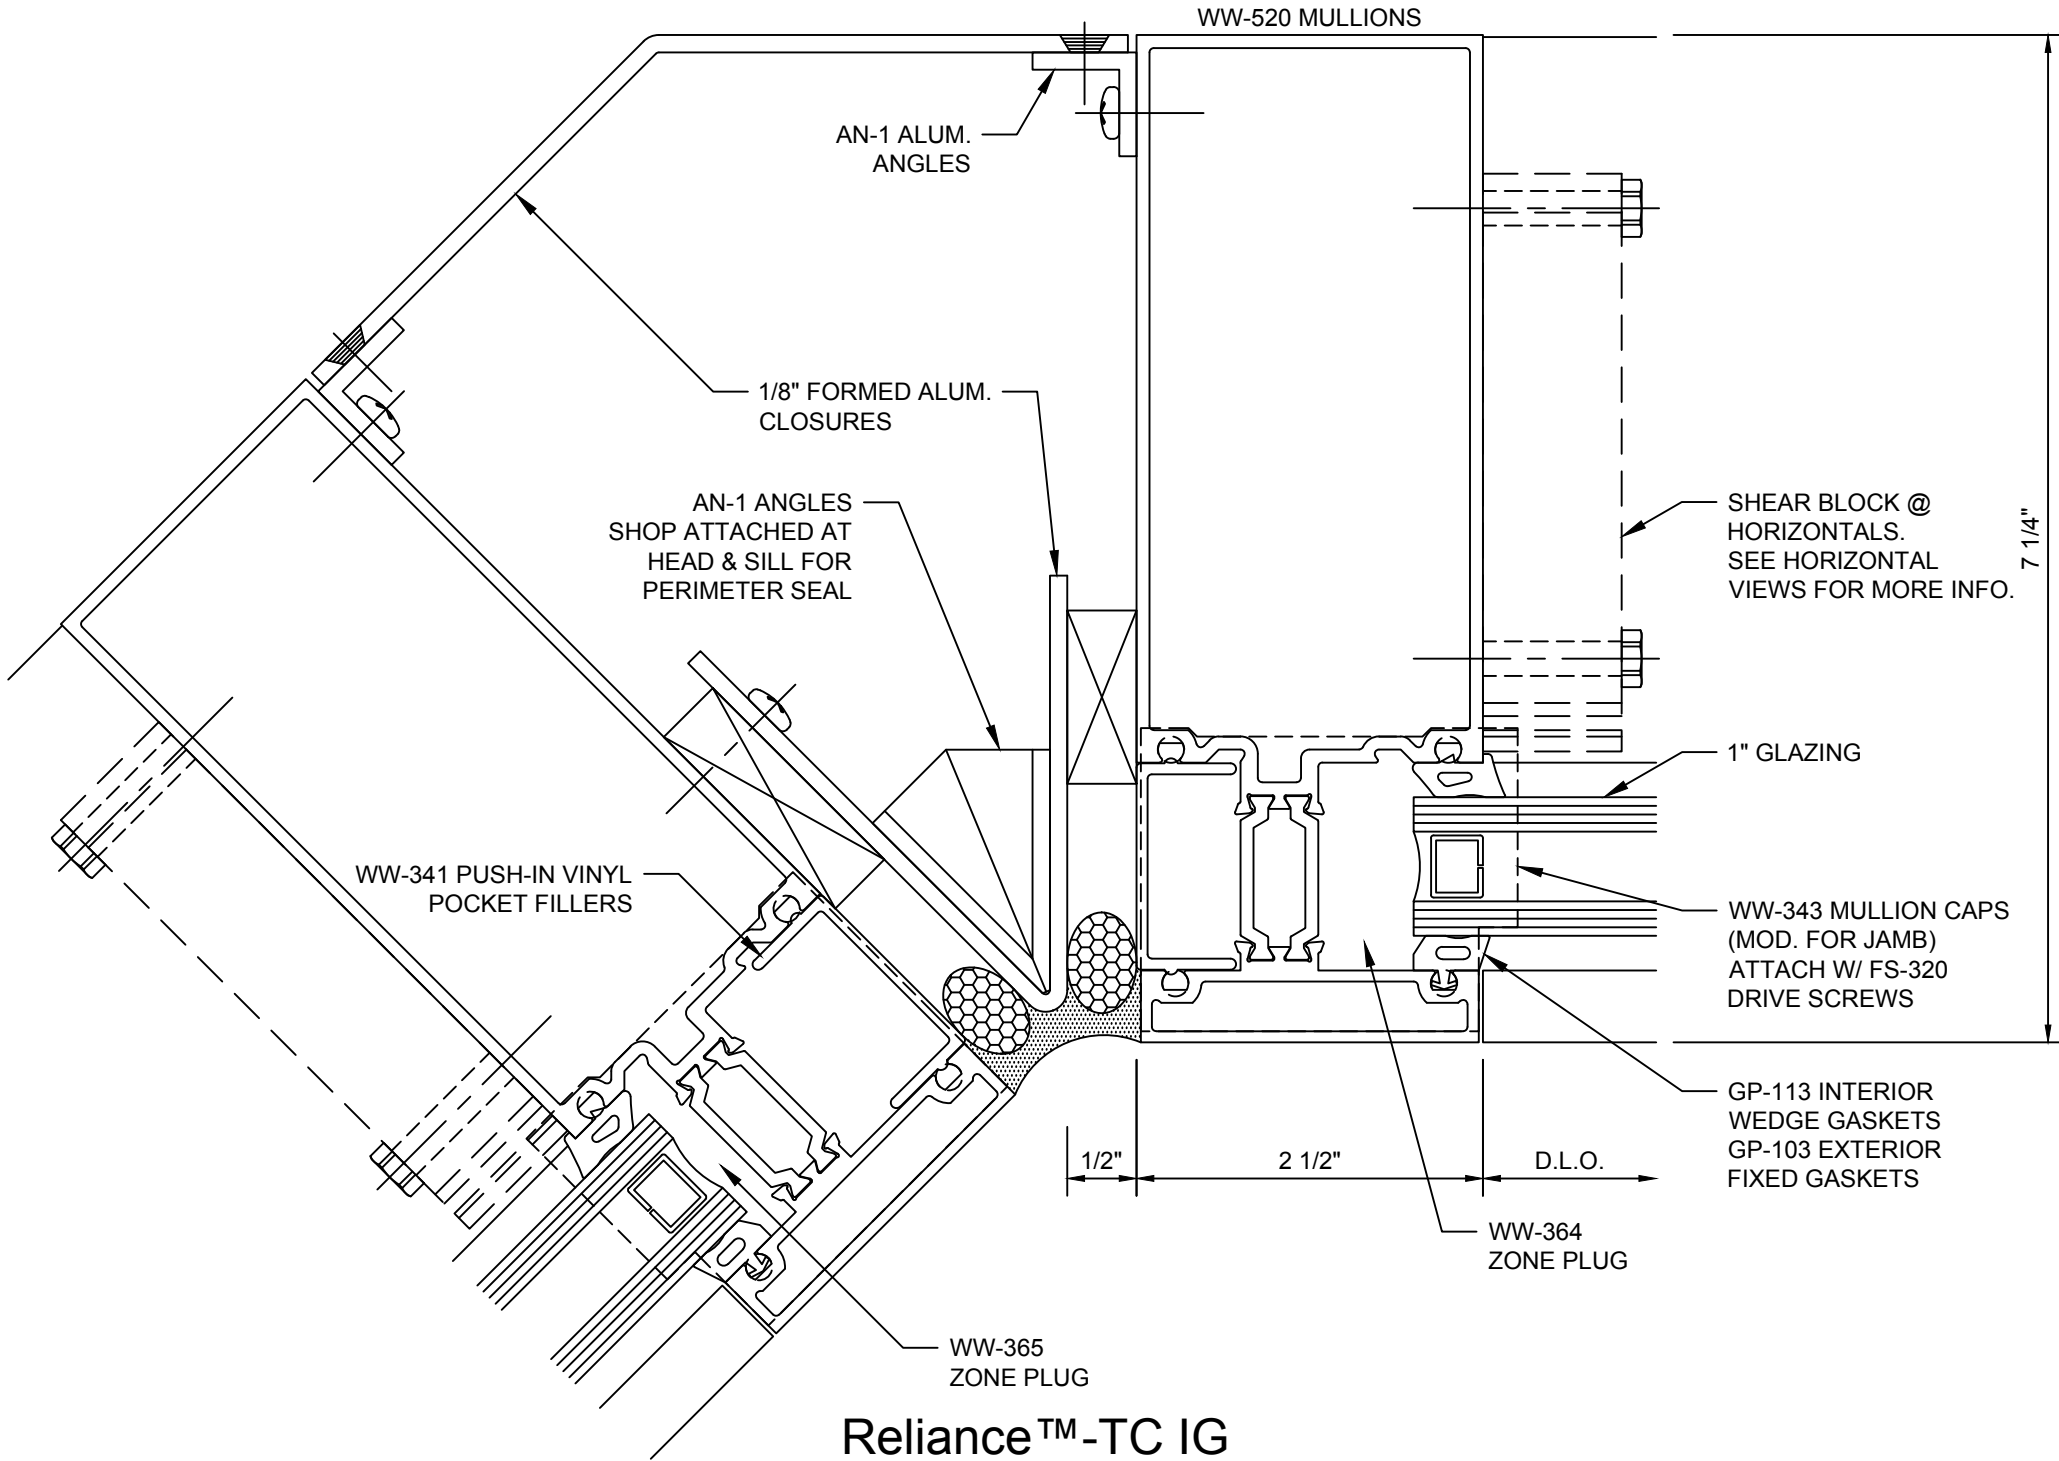 WW-520 MULLIONS
AN-1 ALUM.
ANGLES
1/8" FORMED ALUM.
CLOSURES
AN-1 ANGLES
SHOP ATTACHED AT
HEAD & SILL FOR
PERIMETER SEAL
SHEAR BLOCK @
HORIZONTALS.
SEE HORIZONTAL
VIEWS FOR MORE INFO.
7 1/4"
1" GLAZING
WW-341 PUSH-IN VINYL
POCKET FILLERS
WW-343 MULLION CAPS
(MOD. FOR JAMB)
ATTACH W/ FS-320
DRIVE SCREWS
GP-113 INTERIOR
WEDGE GASKETS
GP-103 EXTERIOR
FIXED GASKETS
1/2"
2 1/2"
D.L.O.
WW-364
ZONE PLUG
WW-365
ZONE PLUG
Reliance™-TC IG